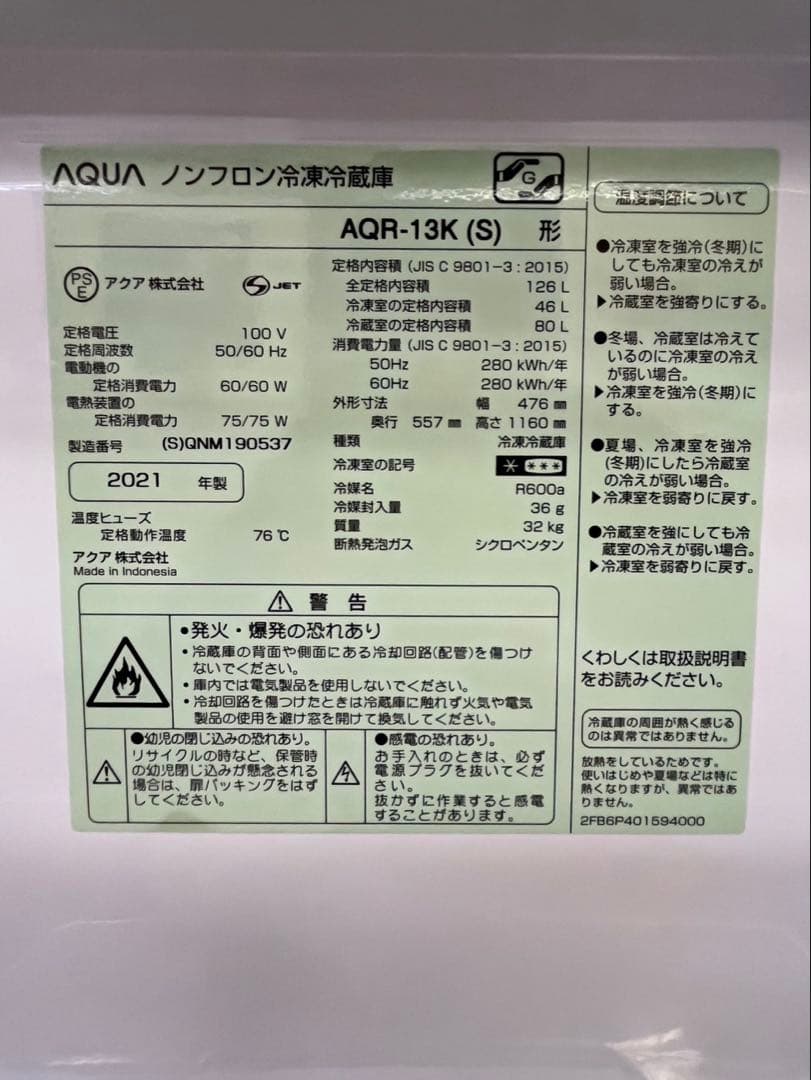 AQUA ノンフロン冷凍冷蔵庫
G
AQR-13K (S) 形
PS
E
アクア 株式会社
S JET
定格電圧 100 V
定格周波数 50/60 Hz
電動機の
定格消費電力 60/60 W
電熱装置の
定格消費電力 75/75 W
製造番号 (S)QNM190537
2021 年製
温度ヒューズ
定格動作温度 76 ℃
アクア 株式会社
Made in Indonesia
定格内容積 (JIS C 9801-3 : 2015)
全定格内容積 126 L
冷凍室の定格内容積 46 L
冷蔵室の定格内容積 80 L
消費電力量 (JIS C 9801-3 : 2015)
50Hz 280 kWh/年
60Hz 280 kWh/年
外形寸法 幅 476 mm
奥行 557 mm 高さ 1160 mm
種類 冷凍冷蔵庫
冷凍室の記号 * ***
冷媒名 R600a
冷媒封入量 36 g
質量 32 kg
断熱発泡ガス シクロペンタン
⚠ 警告
•発火・爆発の恐れあり
・冷蔵庫の背面や側面にある冷却回路(配管)を傷つけ
ないでください。
・庫内では電気製品を使用しないでください。
・冷却回路を傷つけたときは冷蔵庫に触れず火気や電気
製品の使用を避け窓を開けて換気してください。
●幼児の閉じ込みの恐れあり。
リサイクルの時など、保管時
の幼児閉じ込みが懸念される
場合は、扉パッキングをはず
してください。
●感電の恐れあり。
お手入れのときは、必ず
電源プラグを抜いてくだ
さい。
抜かずに作業すると感電
することがあります。
温度調節について
●冷凍室を強冷(冬期)に
しても冷凍室の冷えが
弱い場合。
▶冷蔵室を強寄りにする。
●冬場、冷蔵室は冷えて
いるのに冷凍室の冷え
が弱い場合。
▶冷凍室を強冷(冬期)に
する。
●夏場、冷凍室を強冷
(冬期)にしたら冷蔵室
の冷えが弱い場合。
▶冷凍室を弱寄りに戻す。
●冷蔵室を強にしても冷
蔵室の冷えが弱い場合。
▶冷凍室を弱寄りに戻す。
くわしくは取扱説明書
をお読みください。
冷蔵庫の周囲が熱く感じる
のは異常ではありません。
放熱をしているためです。
使いはじめや夏場などは特に
熱くなりますが、異常ではあ
りません。
2FB6P401594000